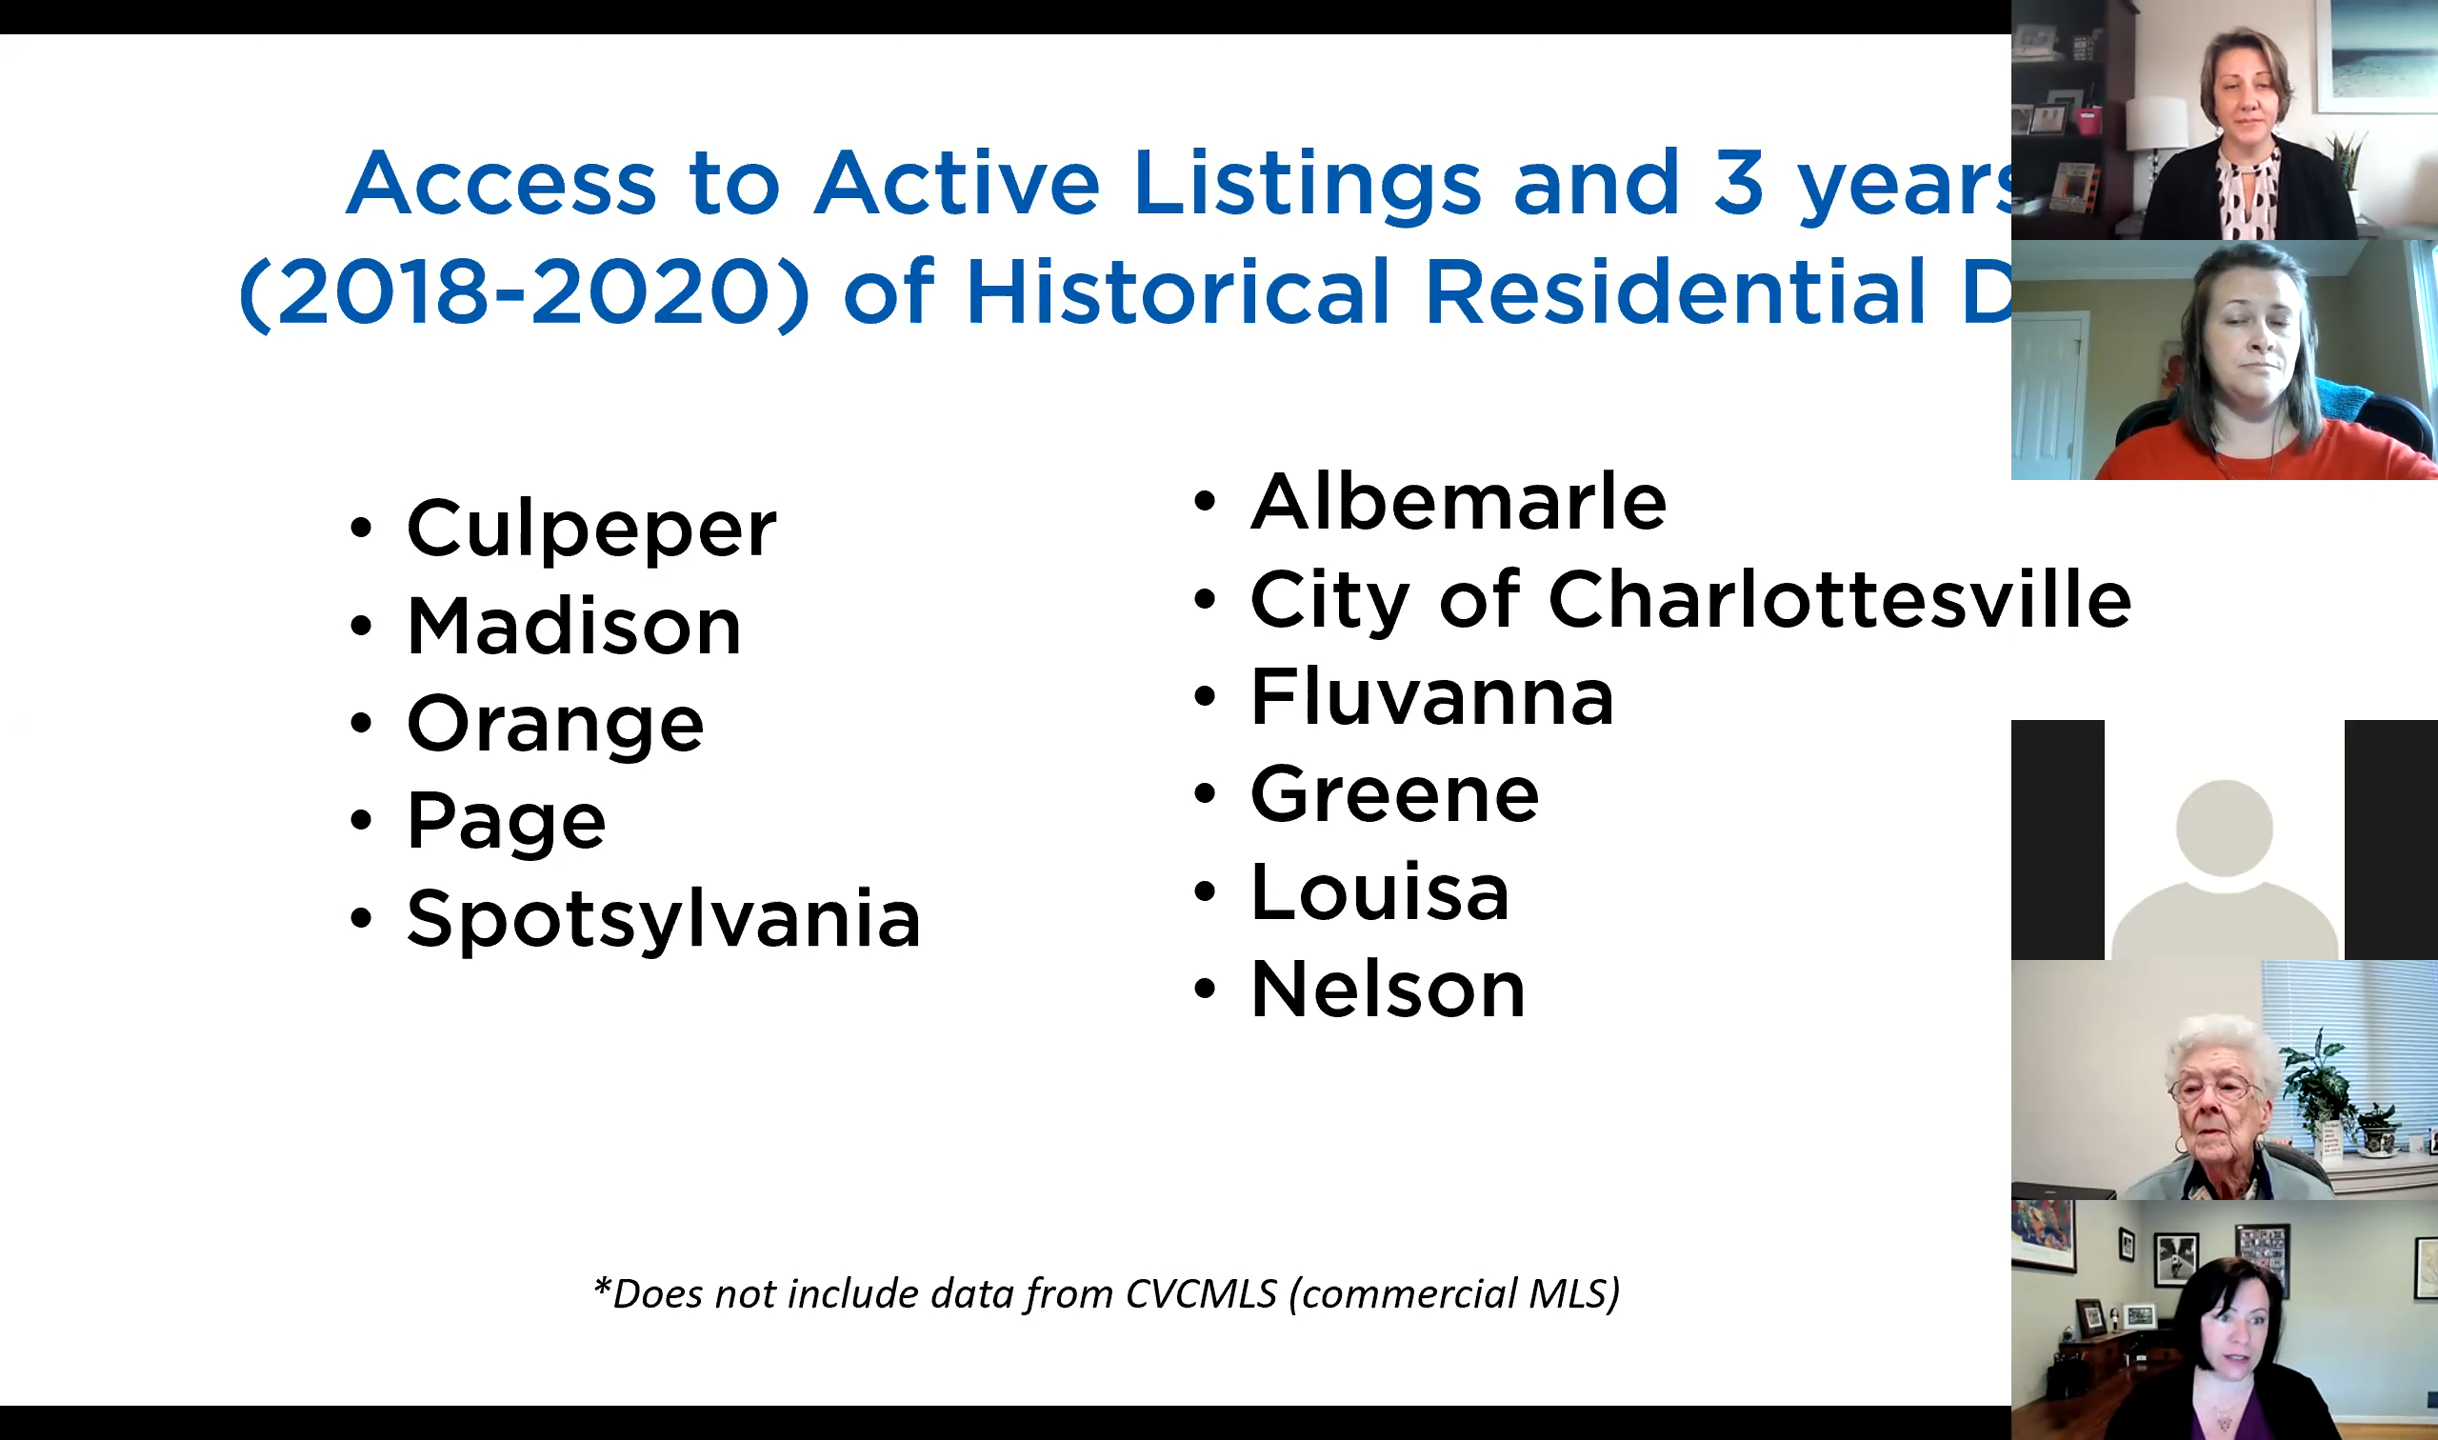 Access to Active Listings and 3 years
(2018-2020) of Historical Residential D
• Culpeper
• Madison
• Orange
• Page
• Spotsylvania
• Albemarle
• City of Charlottesville
• Fluvanna
• Greene
• Louisa
• Nelson
*Does not include data from CVCMLS (commercial MLS)